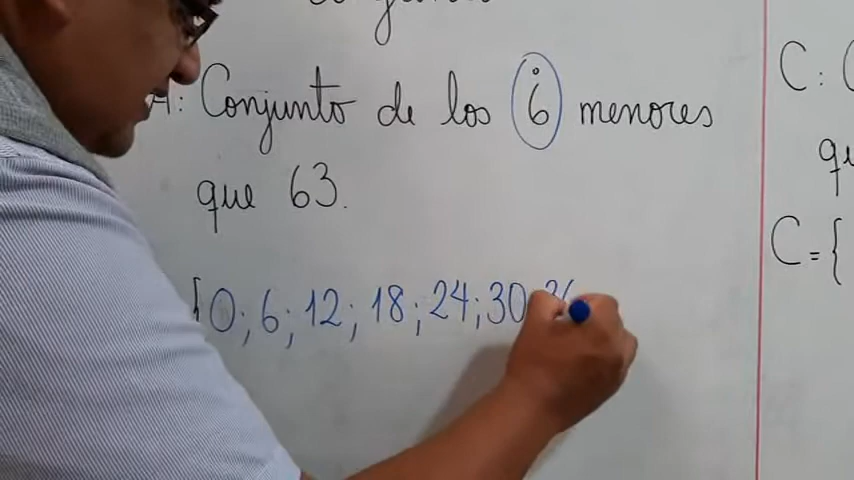 A: Conjunto de los 6̇ menores
que 63.
{0; 6; 12; 18; 24; 30
C:
qu
C={